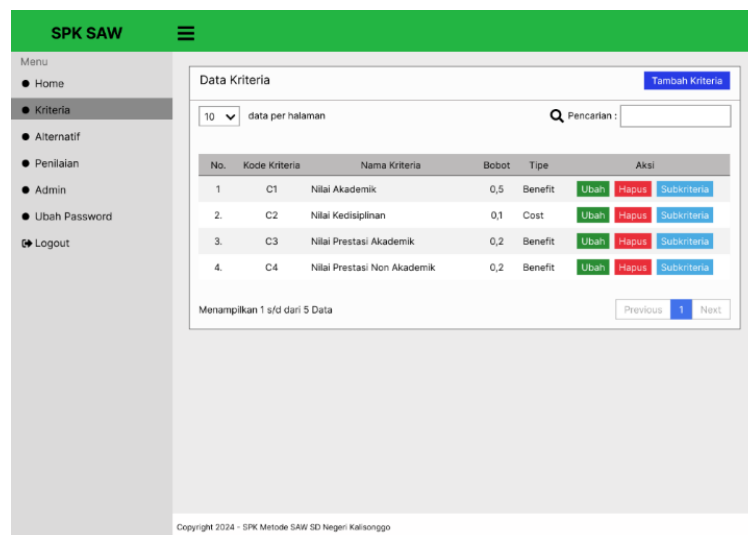 SPK SAW
Menu
Home
Kriteria
Alternatif
Penilaian
Admin
Ubah Password
Logout
Data Kriteria
Tambah Kriteria
10 data per halaman
Pencarian :
No. Kode Kriteria Nama Kriteria Bobot Tipe Aksi
1 C1 Nilai Akademik 0,5 Benefit Ubah Hapus Subkriteria
2. C2 Nilai Kedisiplinan 0,1 Cost Ubah Hapus Subkriteria
3. C3 Nilai Prestasi Akademik 0,2 Benefit Ubah Hapus Subkriteria
4. C4 Nilai Prestasi Non Akademik 0,2 Benefit Ubah Hapus Subkriteria
Menampilkan 1 s/d dari 5 Data
Previous 1 Next
Copyright 2024 - SPK Metode SAW SD Negeri Kalisonggo